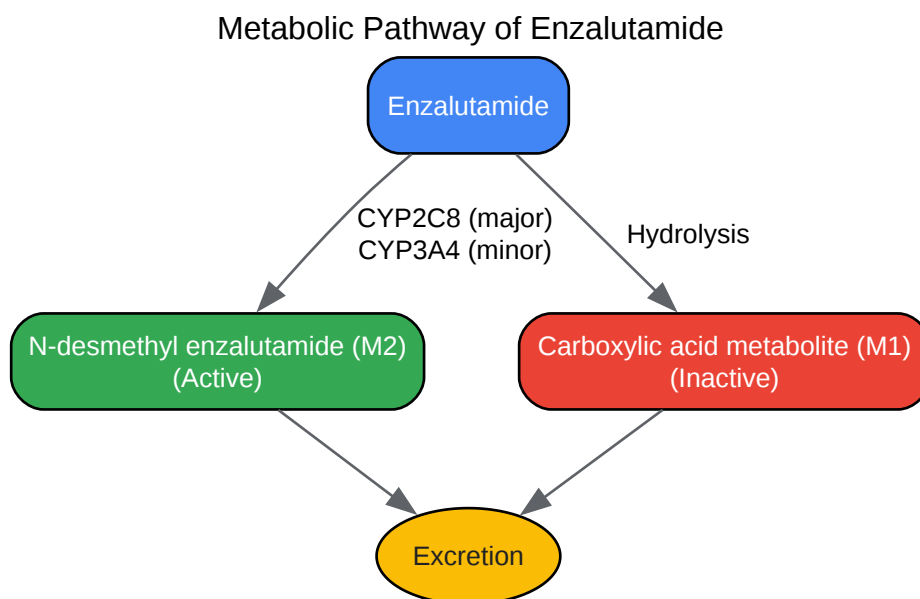 Metabolic Pathway of Enzalutamide
Enzalutamide
CYP2C8 (major)
CYP3A4 (minor)
Hydrolysis
N-desmethyl enzalutamide (M2)
(Active)
Carboxylic acid metabolite (M1)
(Inactive)
Excretion